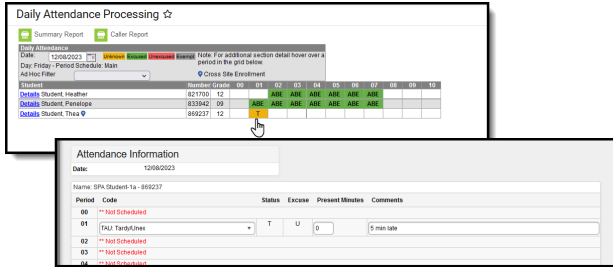 Daily Attendance Processing ☆
Summary Report Caller Report
Daily Attendance
Date: 12/08/2023 Unknown Excused Unexcused Exempt Note: For additional section detail hover over a
Day: Friday - Period Schedule: Main period in the grid below.
Ad Hoc Filter Cross Site Enrollment
Student Number Grade 00 01 02 03 04 05 06 07 08 09 10
Details Student, Heather 821700 12 ABE ABE ABE ABE ABE ABE
Details Student, Penelope 833942 09 ABE ABE ABE ABE ABE ABE ABE
Details Student, Thea 869237 12 T
Attendance Information
Date: 12/08/2023
Name: SPA Student-1a - 869237
Period Code Status Excuse Present Minutes Comments
00 ** Not Scheduled
01 TAU: Tardy/Unex T U 0 5 min late
02 ** Not Scheduled
03 ** Not Scheduled
04 ** Not Scheduled